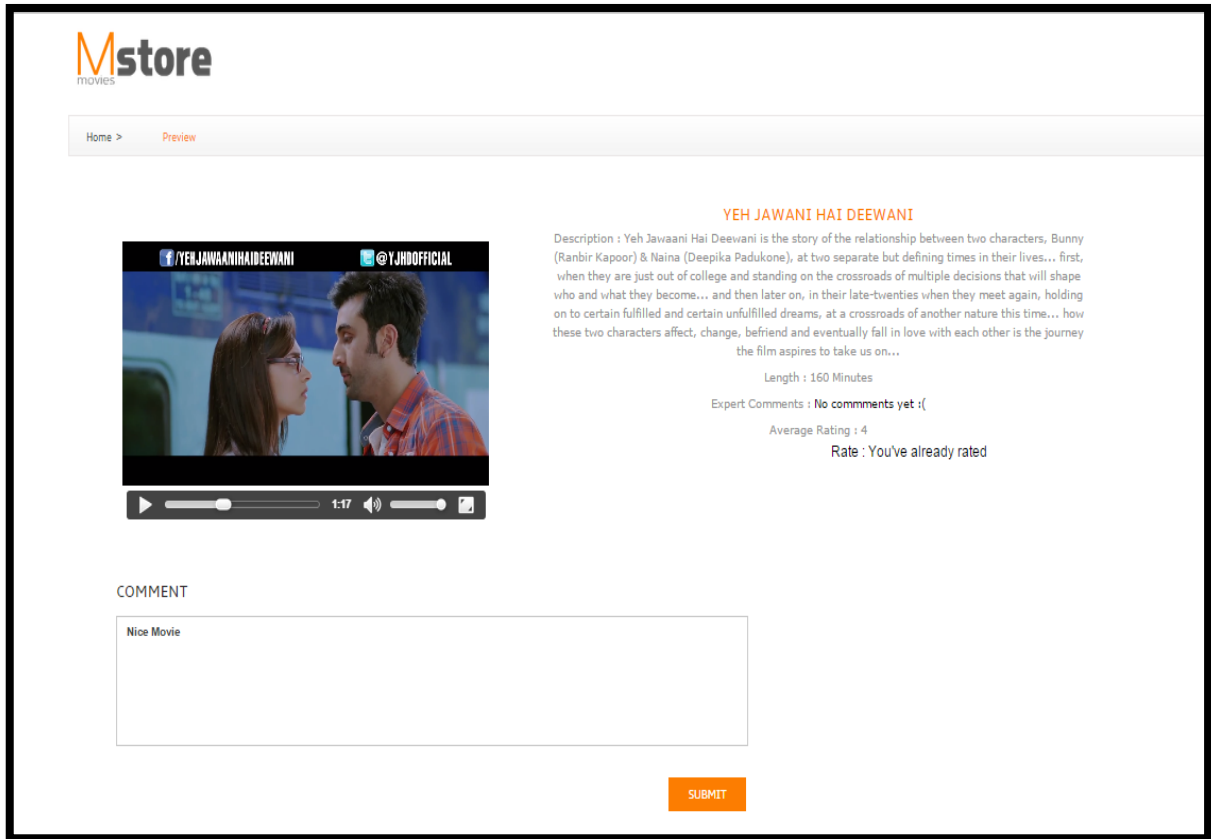 Mstore
movies
Home >
Preview
YEH JAWANI HAI DEEWANI
Description : Yeh Jawaani Hai Deewani is the story of the relationship between two characters, Bunny
(Ranbir Kapoor) & Naina (Deepika Padukone), at two separate but defining times in their lives... first,
when they are just out of college and standing on the crossroads of multiple decisions that will shape
who and what they become... and then later on, in their late-twenties when they meet again, holding
on to certain fulfilled and certain unfulfilled dreams, at a crossroads of another nature this time... how
these two characters affect, change, befriend and eventually fall in love with each other is the journey
the film aspires to take us on...
Length : 160 Minutes
Expert Comments : No commments yet :(
Average Rating : 4
Rate : You've already rated
f /YEHJAWAANIHAIDEEWANI
@YJHDOFFICIAL
1:17
COMMENT
Nice Movie
SUBMIT